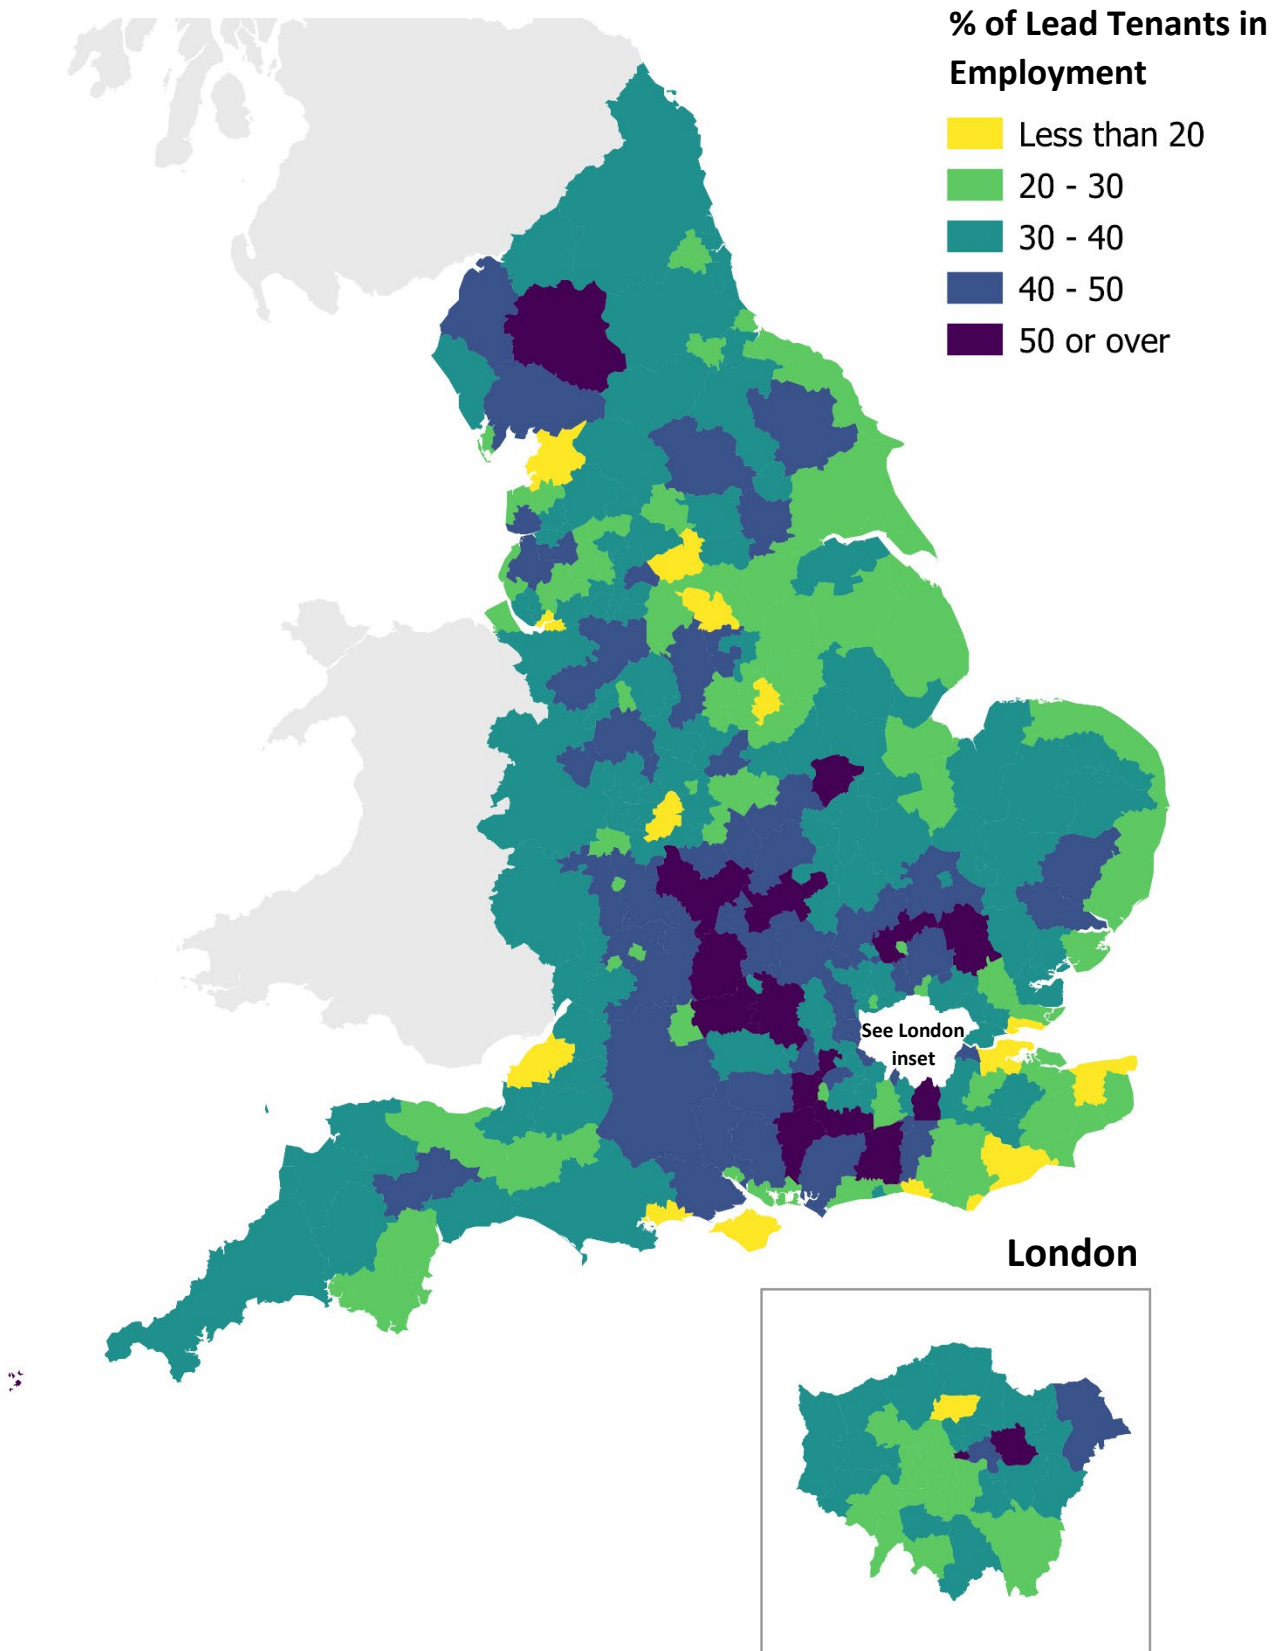 % of Lead Tenants in
Employment
Less than 20
20 - 30
30 - 40
40 - 50
50 or over
See London
inset
London